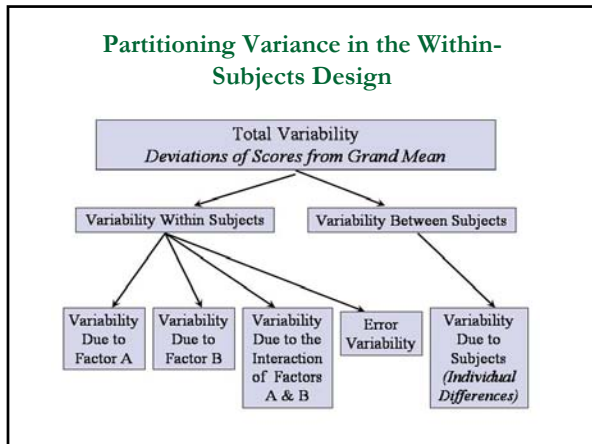 Partitioning Variance in the Within-
Subjects Design
Total Variability
Deviations of Scores from Grand Mean
Variability Within Subjects
Variability Between Subjects
Variability
Due to
Factor A
Variability
Due to
Factor B
Variability
Due to the
Interaction
of Factors
A & B
Error
Variability
Variability
Due to
Subjects
(Individual
Differences)